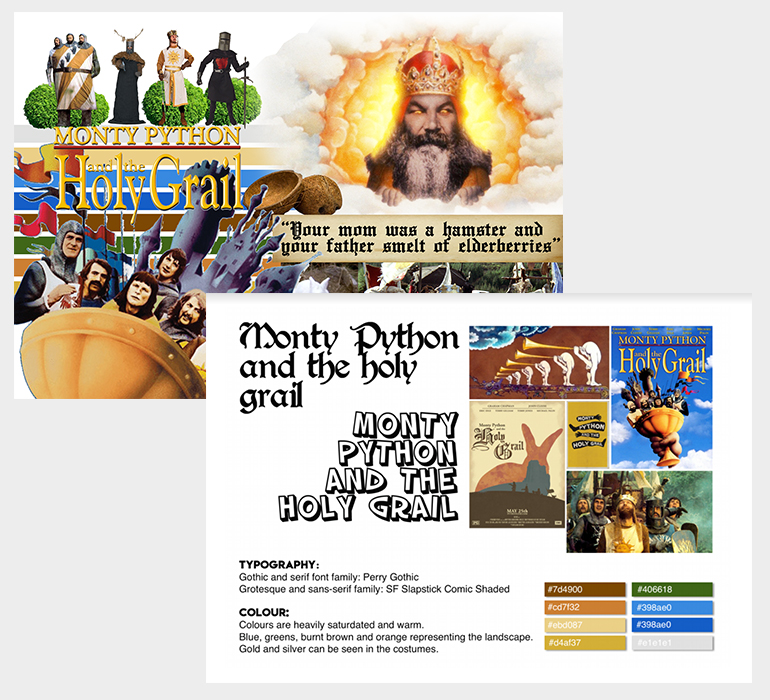 MONTY PYTHON
and the
Holy Grail
"Your mom was a hamster and
your father smelt of elderberries"
Monty Python
and the holy
grail
MONTY
PYTHON
AND THE
HOLY GRAIL
MONTY PYTHON
and the
Holy Grail
Monty Python
and the
Holy
Grail
MAY 25th
MONTY
PYTHON
AND THE
HOLY GRAIL
TYPOGRAPHY:
Gothic and serif font family: Perry Gothic
Grotesque and sans-serif family: SF Slapstick Comic Shaded
COLOUR:
Colours are heavily saturdated and warm.
Blue, greens, burnt brown and orange representing the landscape.
Gold and silver can be seen in the costumes.
#7d4900
#406618
#cd7f32
#398ae0
#ebd087
#398ae0
#d4af37
#e1e1e1